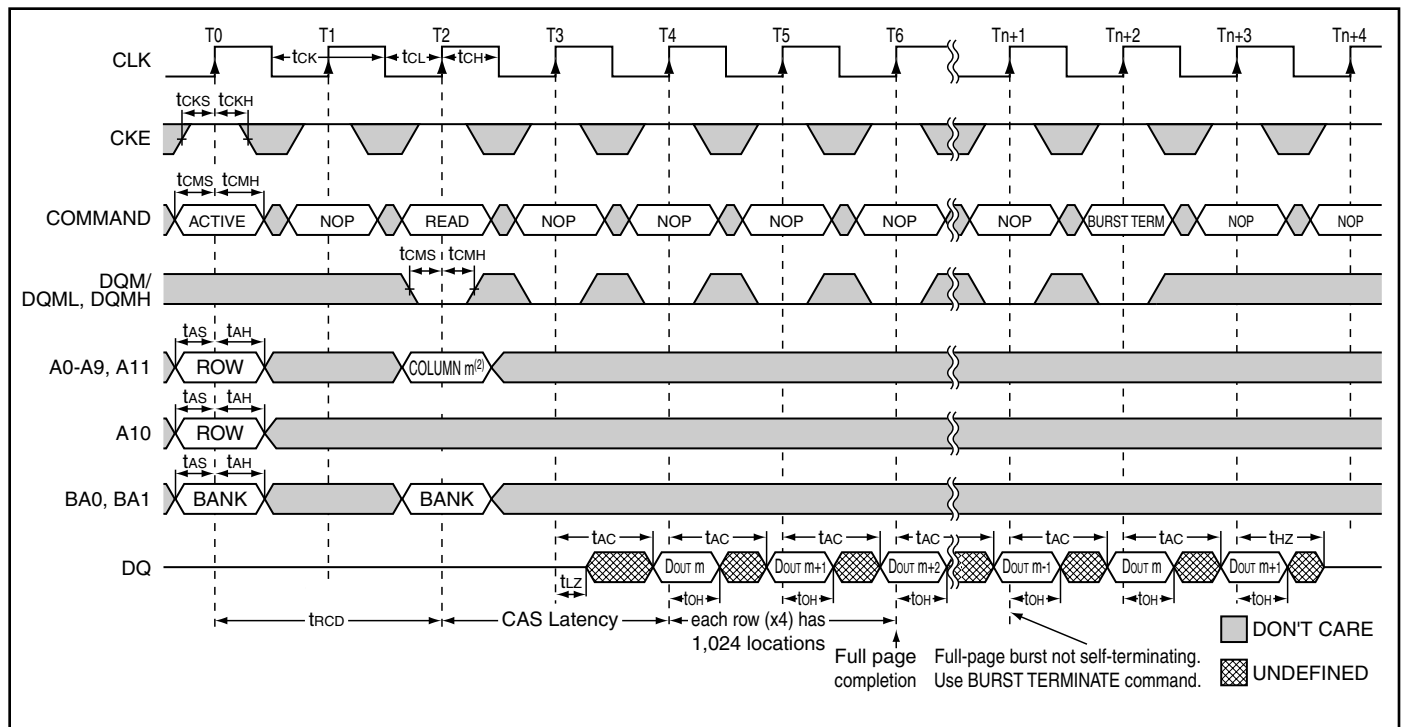 T0 T1 T2 T3 T4 T5 T6 Tn+1 Tn+2 Tn+3 Tn+4
CLK
tCK tCL tCH
tCKS tCKH
CKE
tCMS tCMH
COMMAND ACTIVE NOP READ NOP NOP NOP NOP NOP BURST TERM NOP NOP
tCMS tCMH
DQM/
DQML, DQMH
tAS tAH
A0-A9, A11 ROW COLUMN m(2)
tAS tAH
A10 ROW
tAS tAH
BA0, BA1 BANK BANK
tAC tAC tAC tAC tAC tAC tHZ
DQ DOUT m DOUT m+1 DOUT m+2 DOUT m-1 DOUT m DOUT m+1
tLZ tOH tOH tOH tOH tOH tOH
tRCD CAS Latency each row (x4) has
1,024 locations
Full page
completion
Full-page burst not self-terminating.
Use BURST TERMINATE command.
DON'T CARE
UNDEFINED